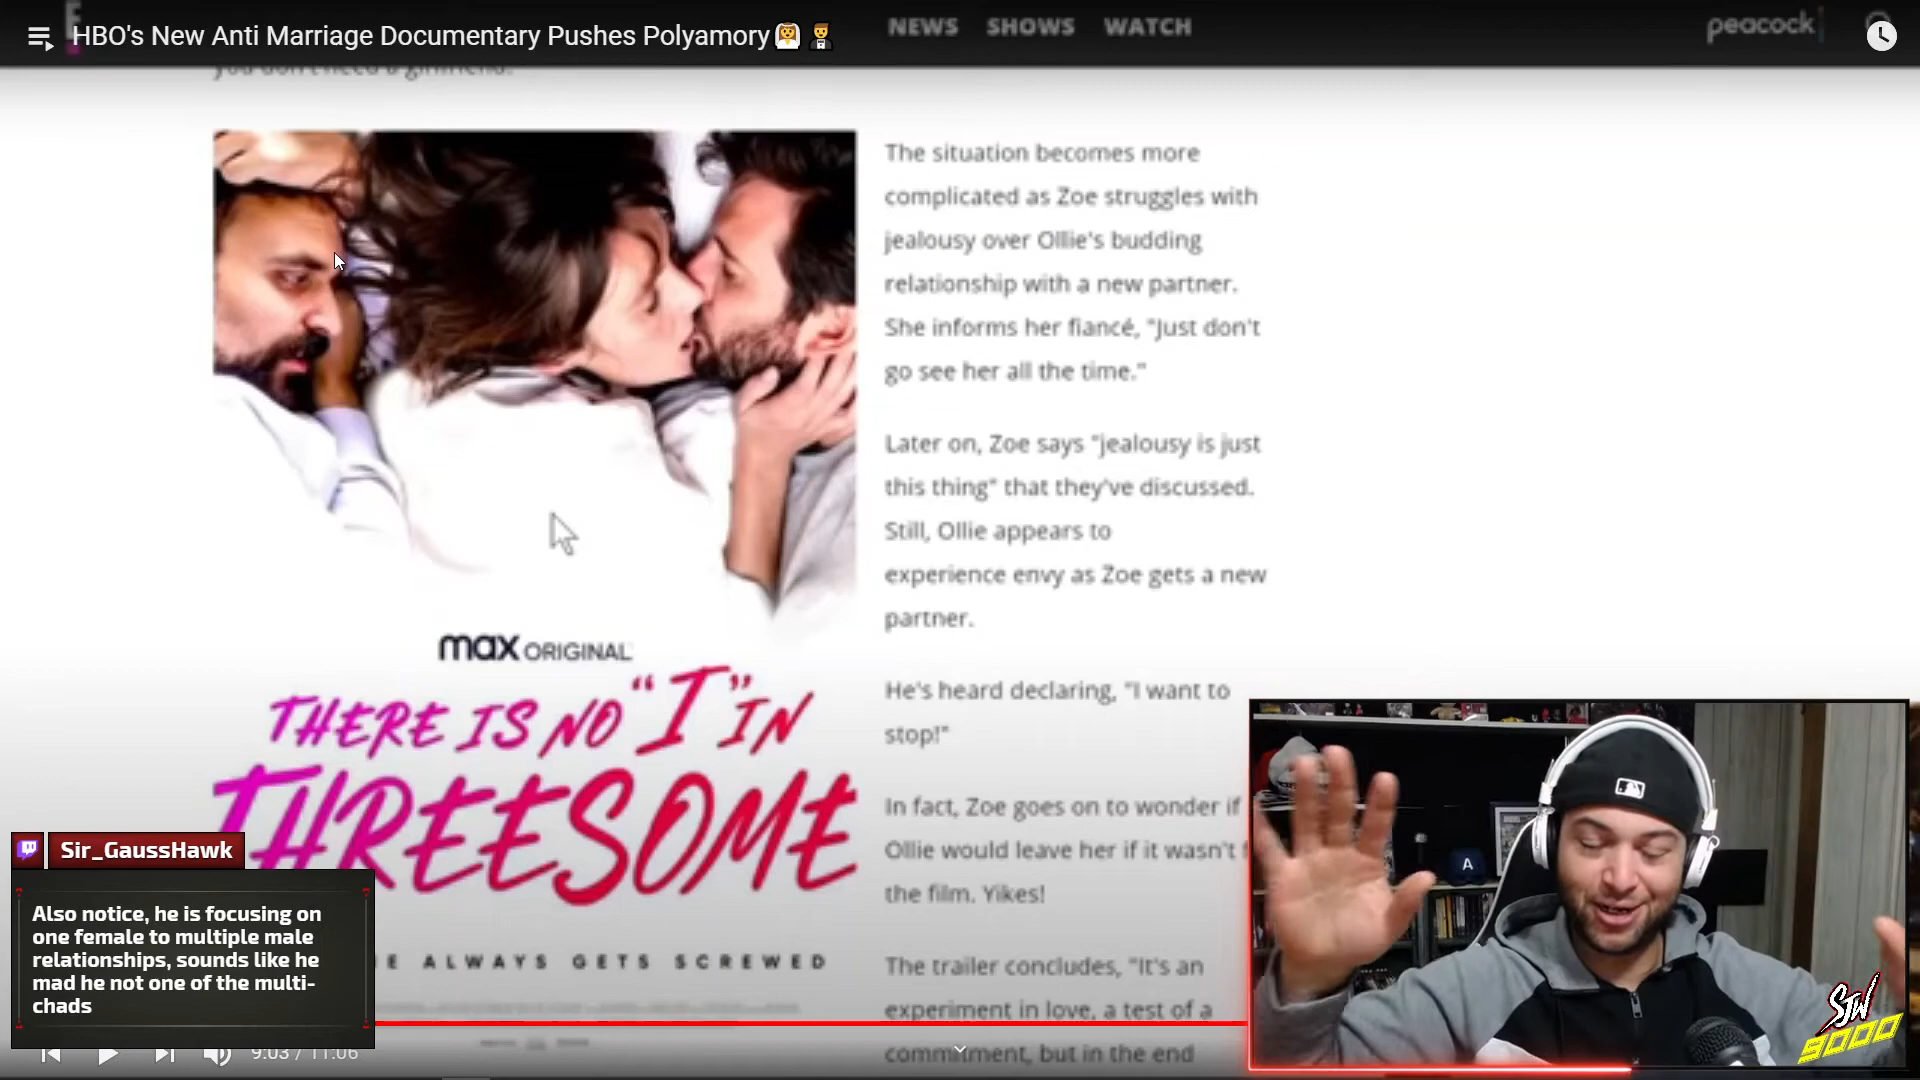 HBO's New Anti Marriage Documentary Pushes Polyamory
NEWS SHOWS WATCH
peacock
you don't need a girlfriend.
The situation becomes more
complicated as Zoe struggles with
jealousy over Ollie's budding
relationship with a new partner.
She informs her fiancé, "Just don't
go see her all the time."
Later on, Zoe says "jealousy is just
this thing" that they've discussed.
Still, Ollie appears to
experience envy as Zoe gets a new
partner.
He's heard declaring, "I want to
stop!"
In fact, Zoe goes on to wonder if
Ollie would leave her if it wasn't
the film. Yikes!
The trailer concludes, "It's an
experiment in love, a test of a
commitment, but in the end
max ORIGINAL
THERE IS NO "I" IN
THREESOME
E ALWAYS GETS SCREWED
Sir_GaussHawk
Also notice, he is focusing on
one female to multiple male
relationships, sounds like he
mad he not one of the multi-
chads
9:03 / 11:06
A
SJW
9000